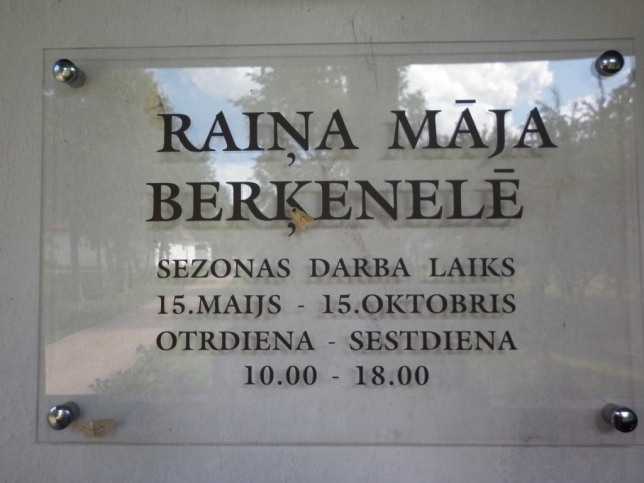 RAIŅA MĀJA
BERĶENELĒ
SEZONAS DARBA LAIKS
15.MAIJS - 15.OKTOBRIS
OTRDIENA - SESTDIENA
10.00 - 18.00